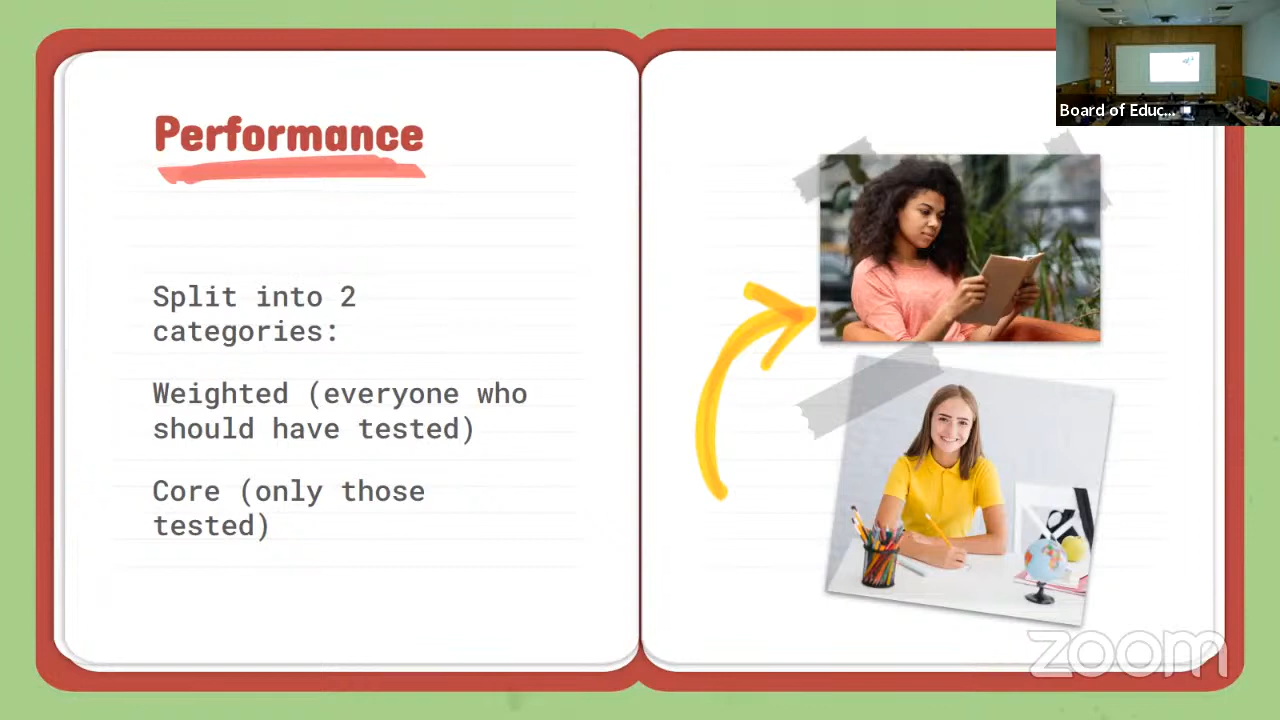 Performance
Split into 2
categories:
Weighted (everyone who
should have tested)
Core (only those
tested)
Board of Educ...
zoom